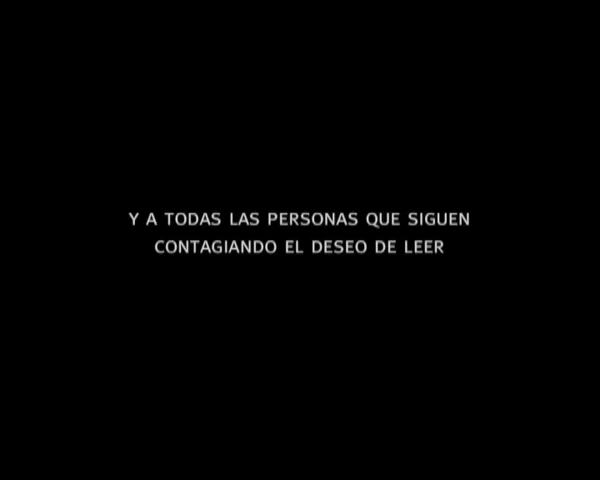 Y A TODAS LAS PERSONAS QUE SIGUEN
CONTAGIANDO EL DESEO DE LEER